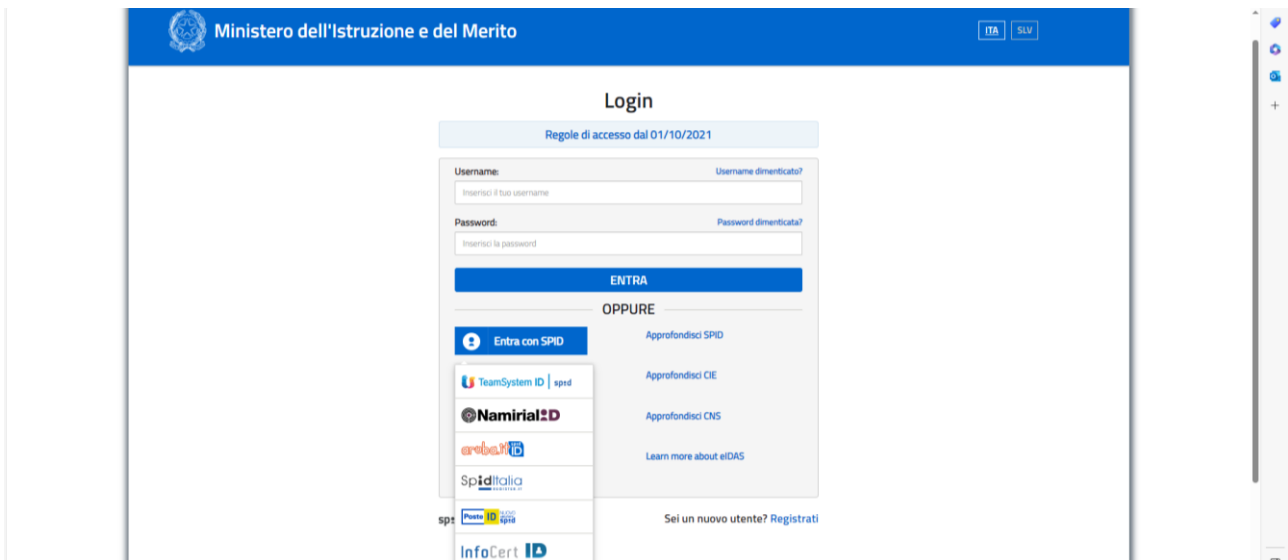 Ministero dell'Istruzione e del Merito
ITA SLV
Login
Regole di accesso dal 01/10/2021
Username: Username dimenticato?
Inserisci il tuo username
Password: Password dimenticata?
Inserisci la password
ENTRA
OPPURE
Entra con SPID Approfondisci SPID
TeamSystem ID spid
Approfondisci CIE
Namirial ID
Approfondisci CNS
aruba.it ID
Learn more about eIDAS
SpidItalia
Poste ID spid
Sei un nuovo utente? Registrati
InfoCert ID